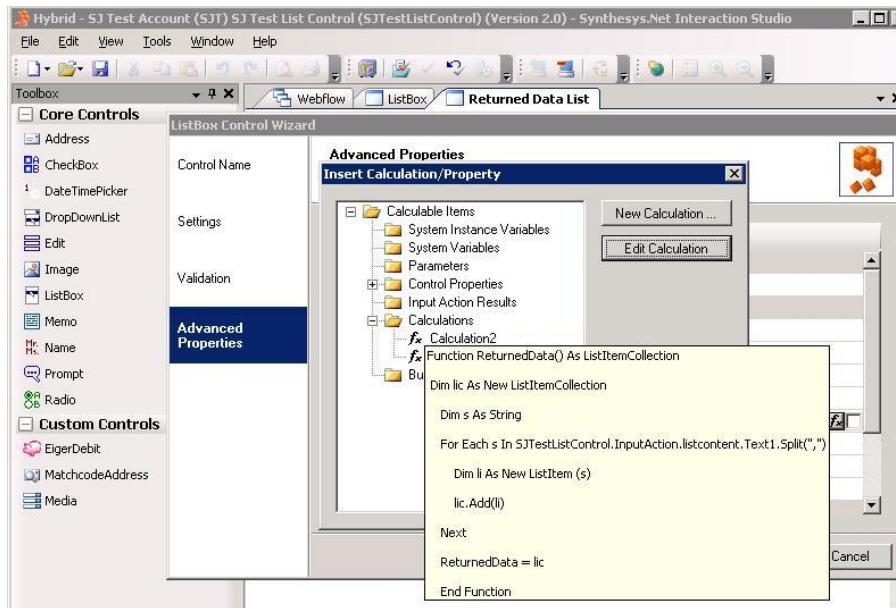 Hybrid - SJ Test Account (SJT) SJ Test List Control (SJTestListControl) (Version 2.0) - Synthesys.Net Interaction Studio
File Edit View Tools Window Help
Toolbox
Webflow
ListBox
Returned Data List
Core Controls
Address
CheckBox
DateTimePicker
DropDownList
Edit
Image
ListBox
Memo
Name
Prompt
Radio
Custom Controls
EigerDebit
MatchcodeAddress
Media
ListBox Control Wizard
Control Name
Settings
Validation
Advanced
Properties
Advanced Properties
Insert Calculation/Property
Calculable Items
System Instance Variables
System Variables
Parameters
Control Properties
Input Action Results
Calculations
Calculation2
Bu
New Calculation ...
Edit Calculation
Function ReturnedData() As ListItemCollection
Dim lic As New ListItemCollection
Dim s As String
For Each s In SJTestListControl.InputAction.listcontent.Text1.Split(",")
Dim li As New ListItem (s)
lic.Add(li)
Next
ReturnedData = lic
End Function
Cancel